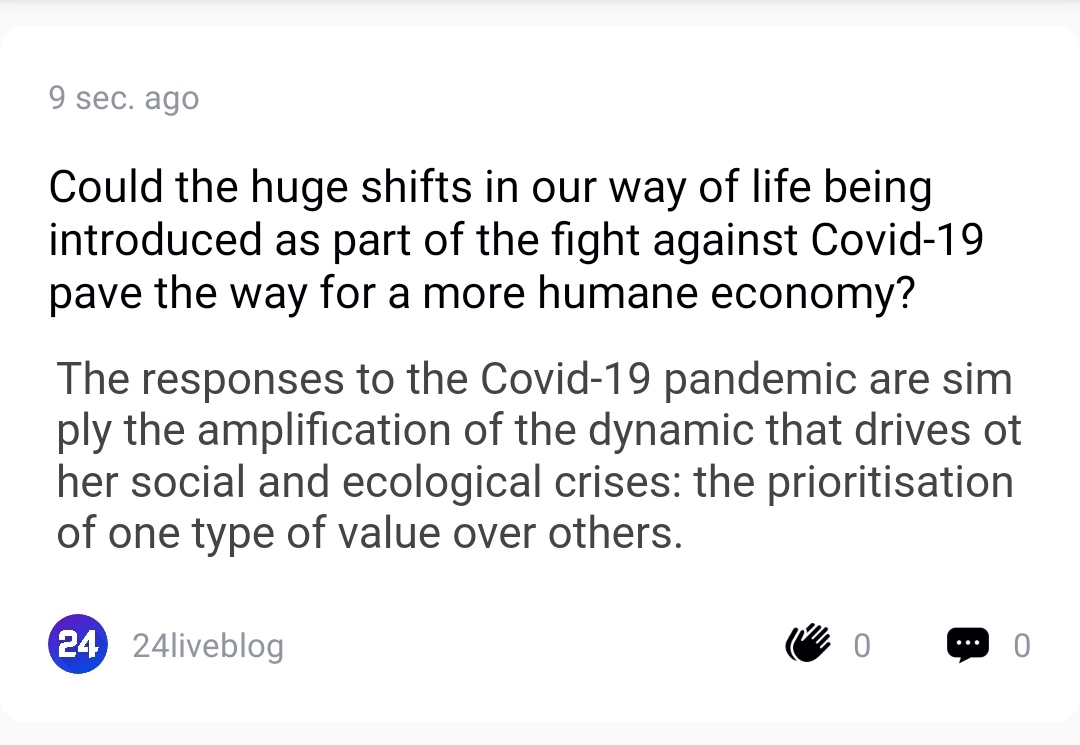 9 sec. ago
Could the huge shifts in our way of life being
introduced as part of the fight against Covid-19
pave the way for a more humane economy?
The responses to the Covid-19 pandemic are sim
ply the amplification of the dynamic that drives ot
her social and ecological crises: the prioritisation
of one type of value over others.
24 24liveblog 0 0